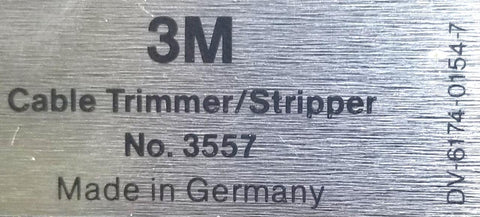 3M
Cable Trimmer/Stripper
No. 3557
Made in Germany
DV-6174-0154-7